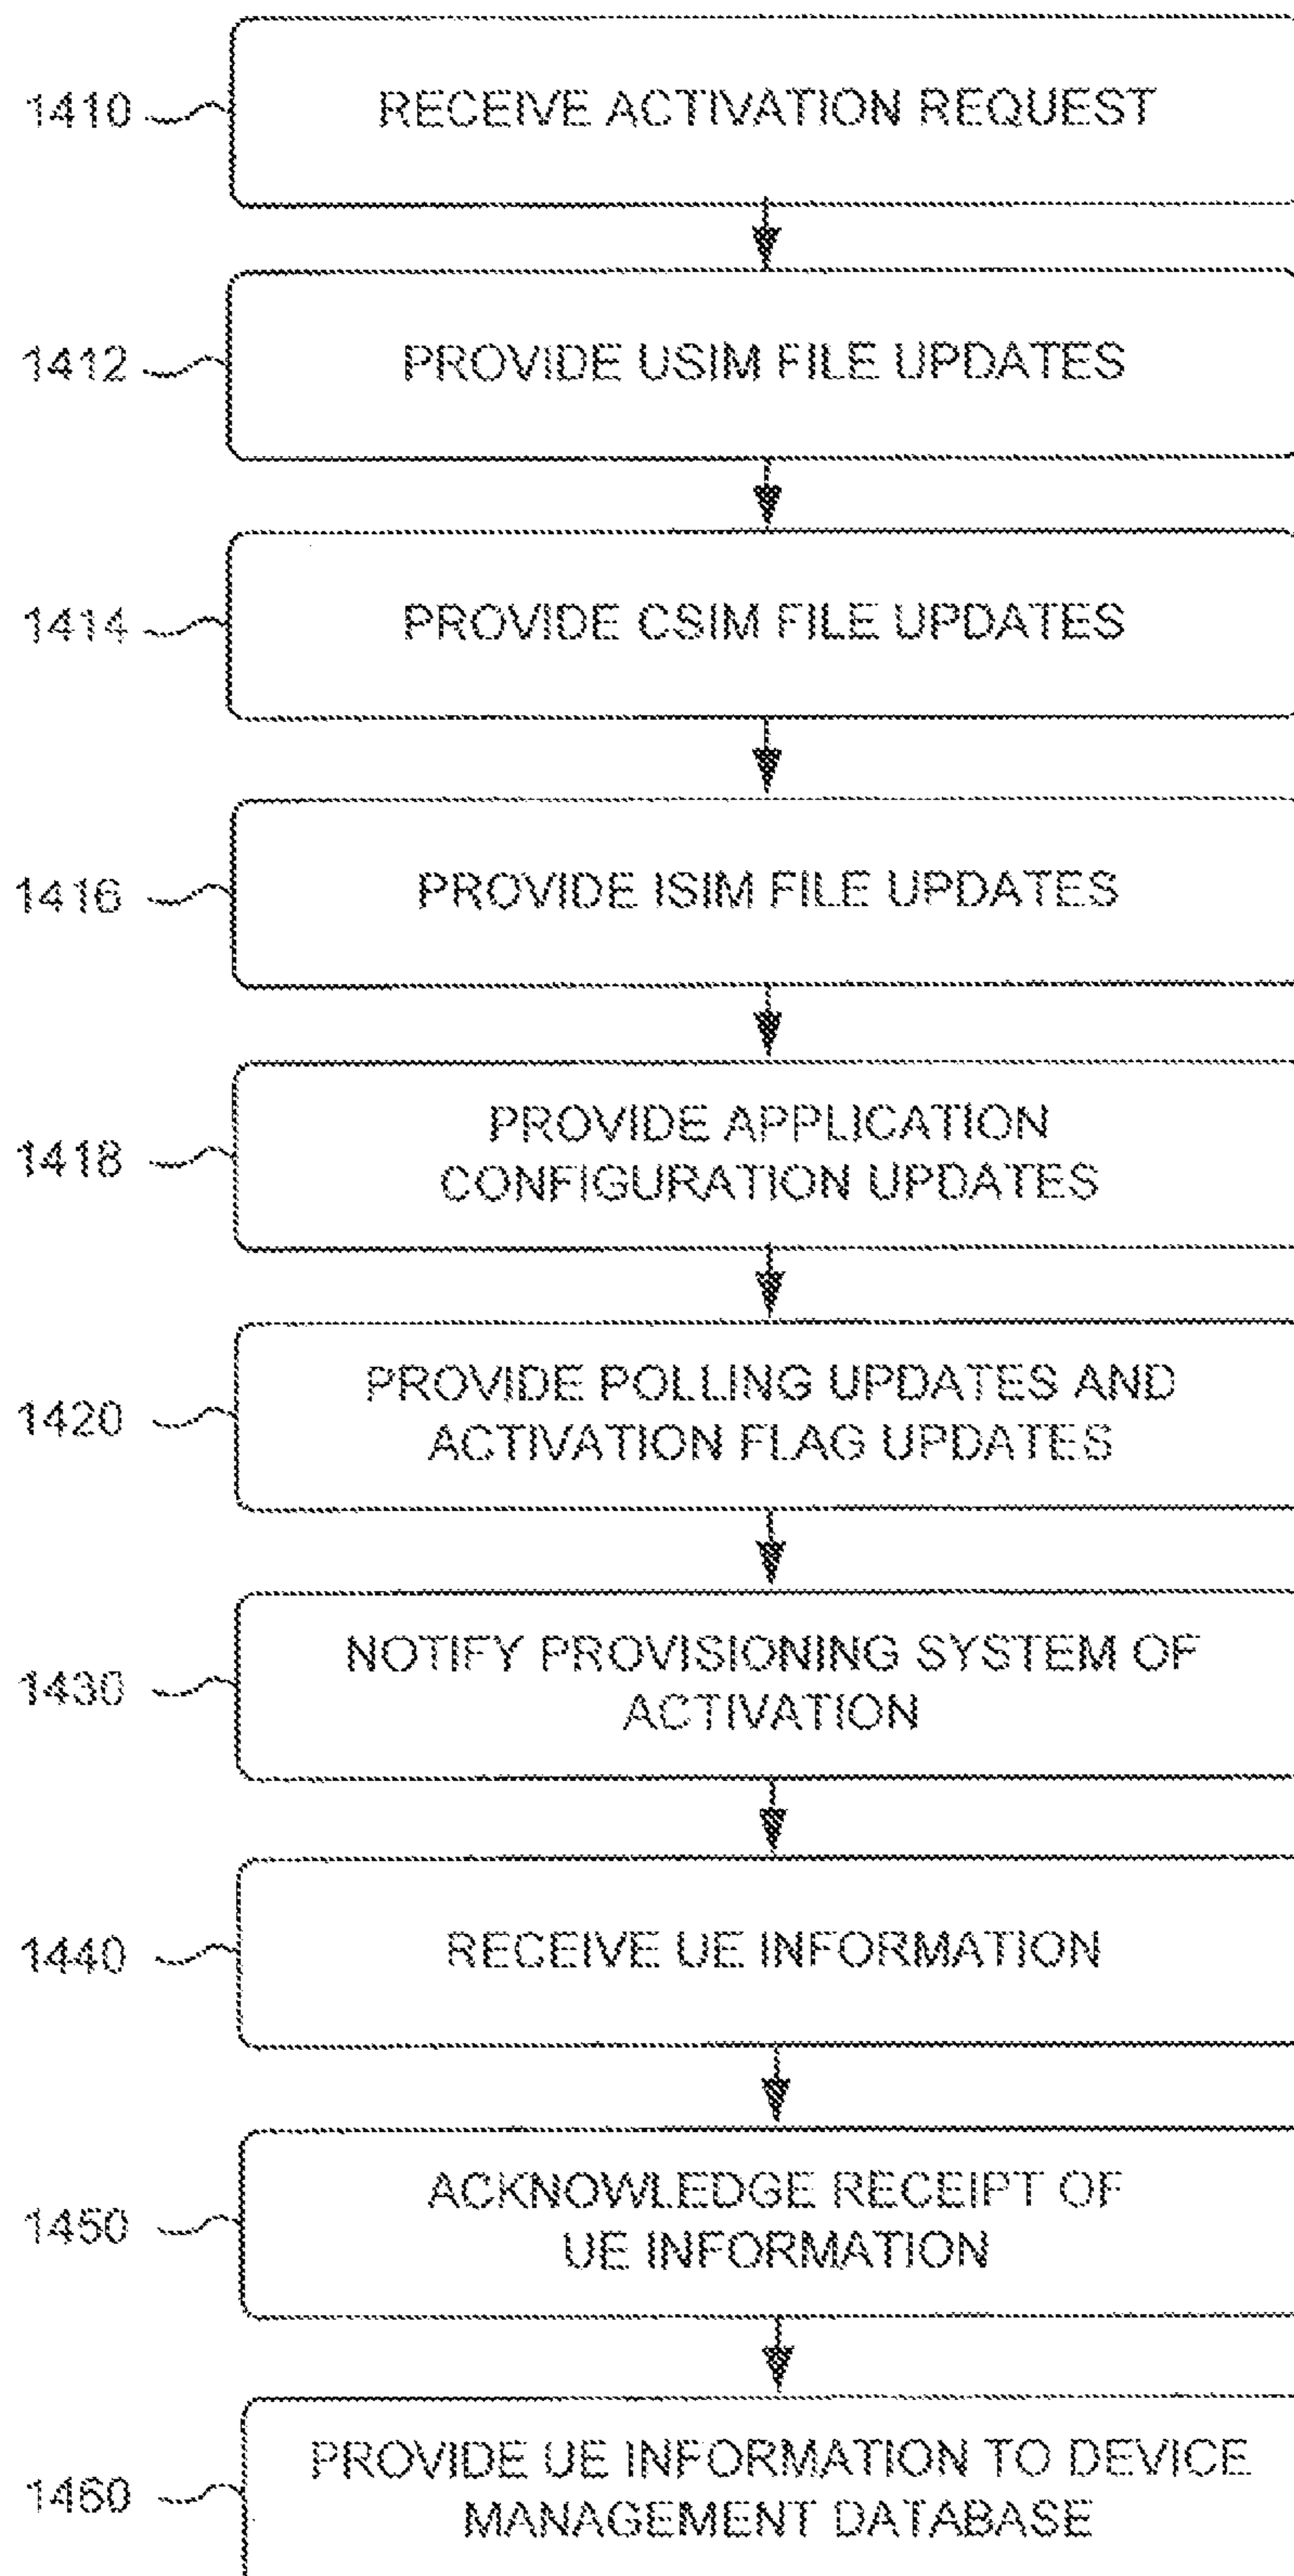 1410 RECEIVE ACTIVATION REQUEST
1412 PROVIDE USIM FILE UPDATES
1414 PROVIDE CSIM FILE UPDATES
1416 PROVIDE ISIM FILE UPDATES
1418 PROVIDE APPLICATION
CONFIGURATION UPDATES
1420 PROVIDE POLLING UPDATES AND
ACTIVATION FLAG UPDATES
1430 NOTIFY PROVISIONING SYSTEM OF
ACTIVATION
1440 RECEIVE UE INFORMATION
1450 ACKNOWLEDGE RECEIPT OF
UE INFORMATION
1460 PROVIDE UE INFORMATION TO DEVICE
MANAGEMENT DATABASE